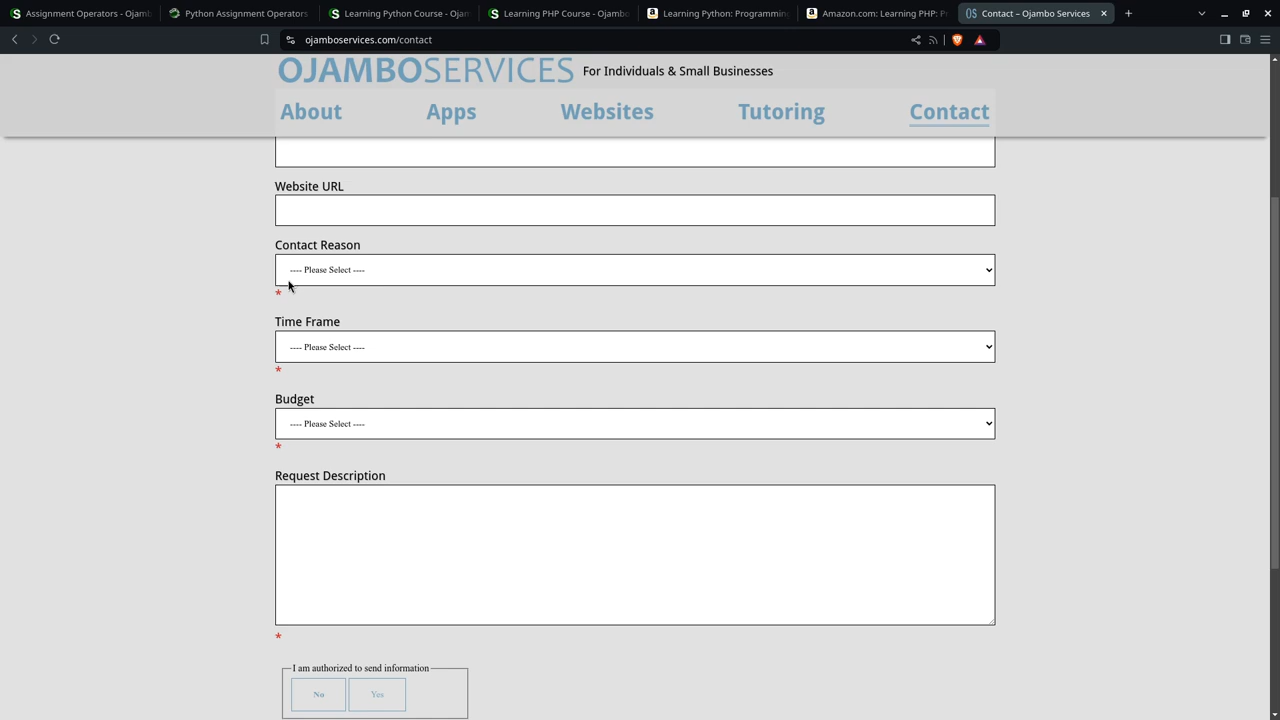 Assignment Operators - Ojamb
Python Assignment Operators
Learning Python Course - Ojan
Learning PHP Course - Ojambo
Learning Python: Programmin
Amazon.com: Learning PHP: P
Contact – Ojambo Services
ojamboservices.com/contact
OJAMBOSERVICES For Individuals & Small Businesses
About Apps Websites Tutoring Contact
Website URL
Contact Reason
---- Please Select ----
*
Time Frame
---- Please Select ----
*
Budget
---- Please Select ----
*
Request Description
*
I am authorized to send information
No Yes